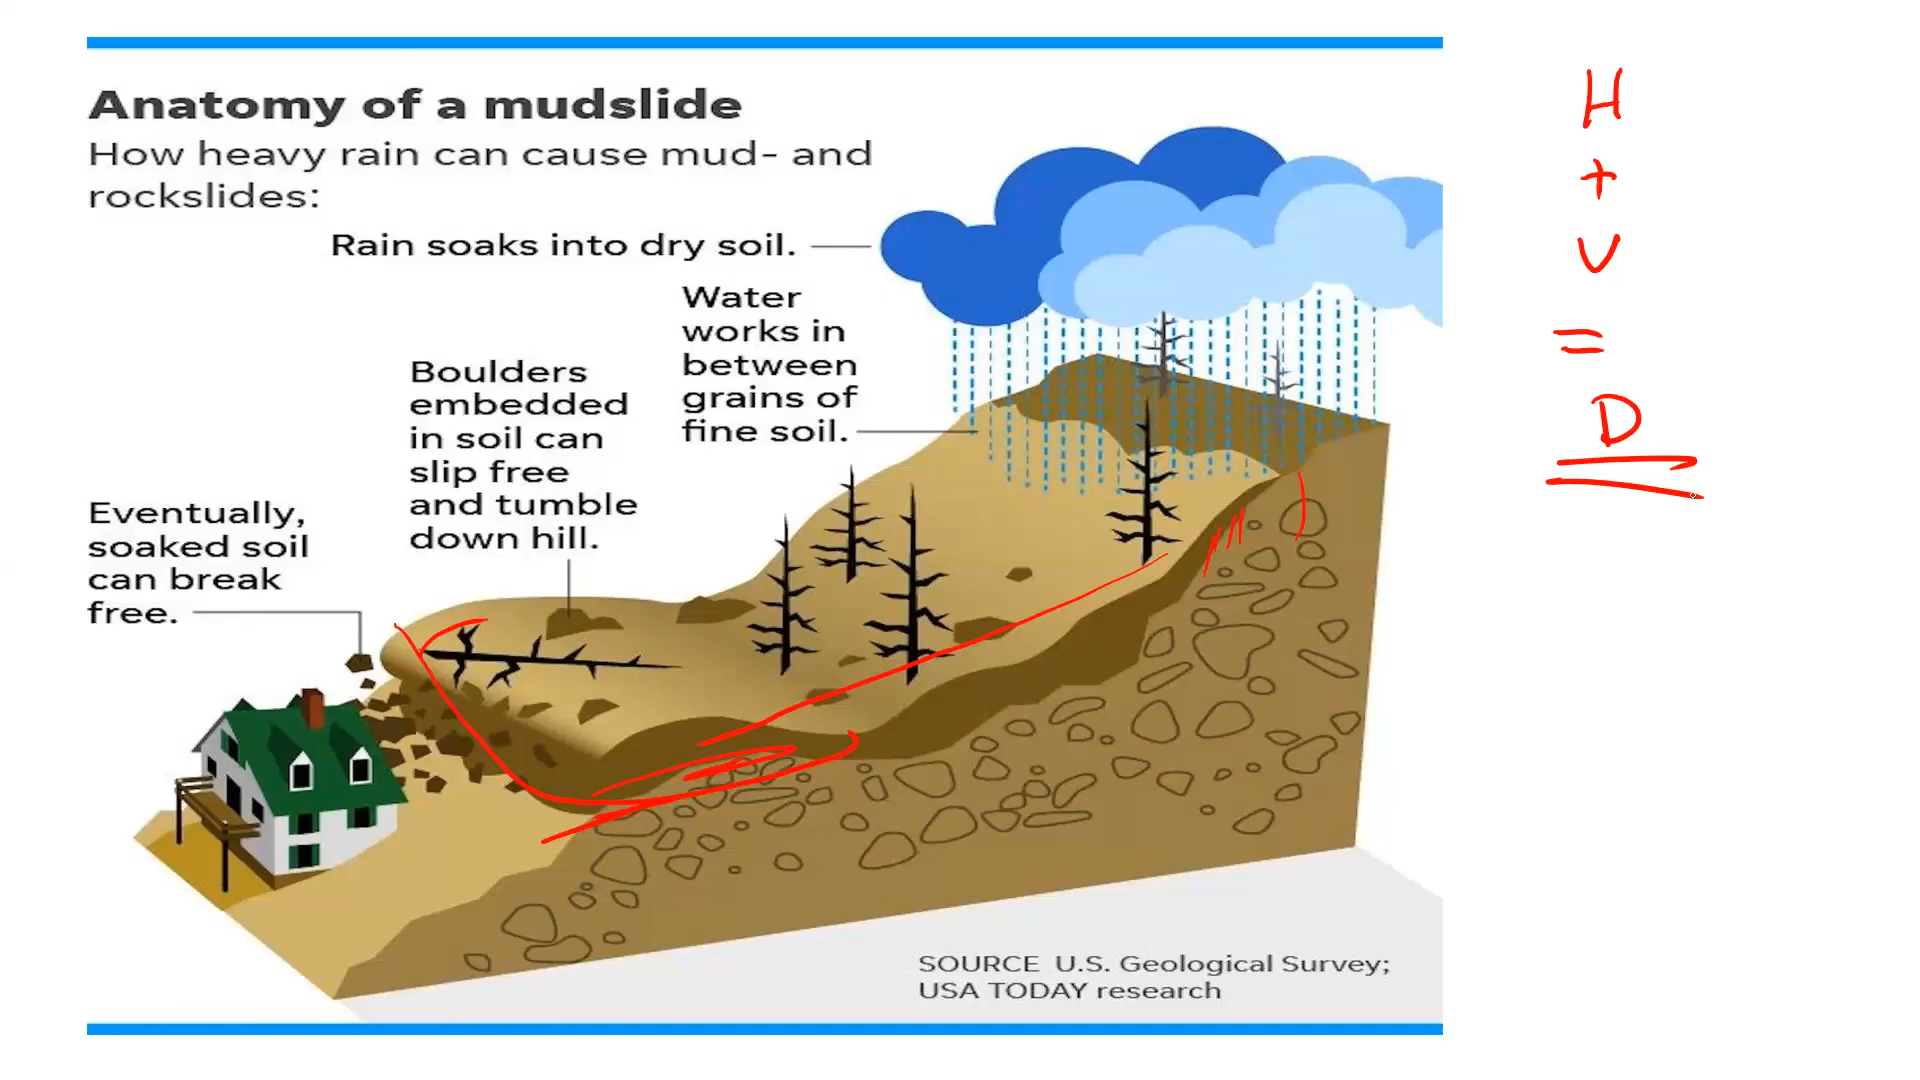 Anatomy of a mudslide
How heavy rain can cause mud- and
rockslides:
Rain soaks into dry soil.
Water
works in
between
grains of
fine soil.
Boulders
embedded
in soil can
slip free
and tumble
down hill.
Eventually,
soaked soil
can break
free.
SOURCE U.S. Geological Survey;
USA TODAY research
H
+
V
=
D